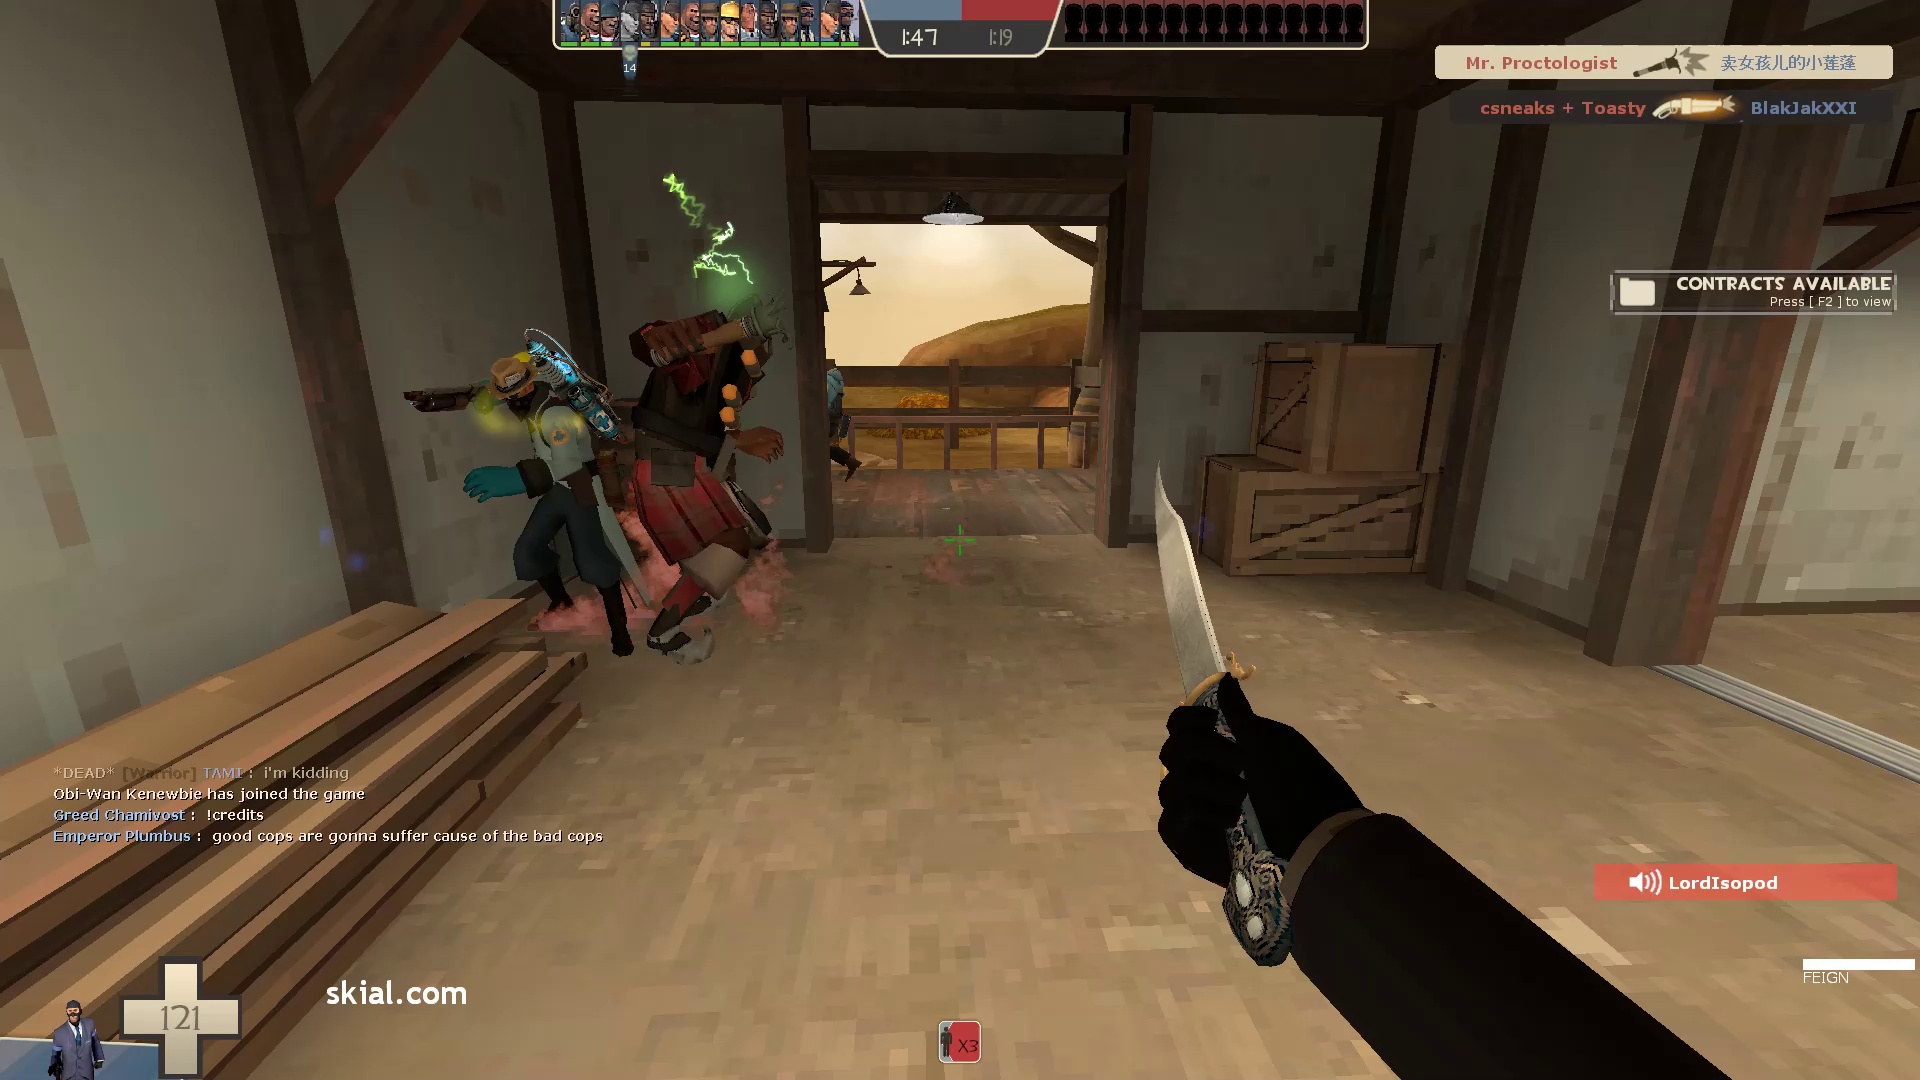 1:47 1:19
14
Mr. Proctologist 卖女孩儿的小莲蓬
csneaks + Toasty BlakJakXXI
CONTRACTS AVAILABLE
Press [ F2 ] to view
*DEAD* [Warrior] TAMI : i'm kidding
Obi-Wan Kenewbie has joined the game
Greed Chamivost : !credits
Emperor Plumbus : good cops are gonna suffer cause of the bad cops
LordIsopod
FEIGN
skial.com
121
X3